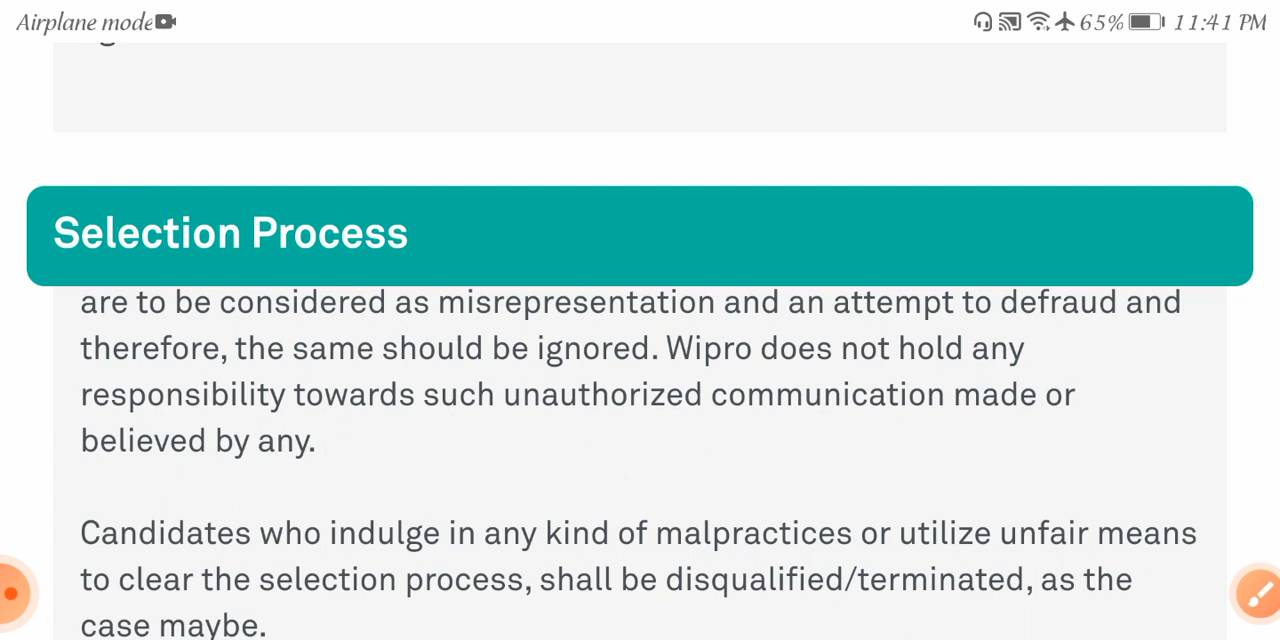 Airplane mode
65% 11:41 PM
Selection Process
are to be considered as misrepresentation and an attempt to defraud and
therefore, the same should be ignored. Wipro does not hold any
responsibility towards such unauthorized communication made or
believed by any.
Candidates who indulge in any kind of malpractices or utilize unfair means
to clear the selection process, shall be disqualified/terminated, as the
case maybe.